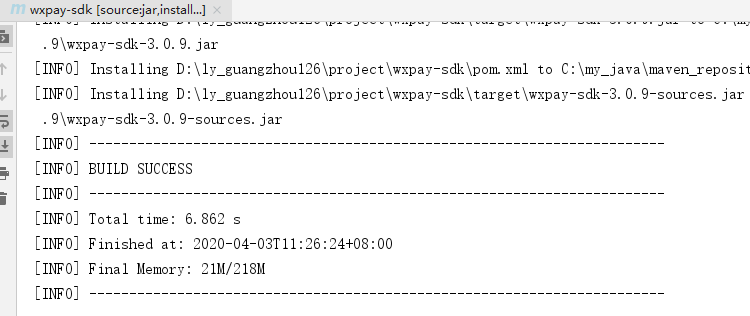 m wxpay-sdk [source:jar,install...] ×
.9\wxpay-sdk-3.0.9.jar
[INFO] Installing D:\ly_guangzhou126\project\wxpay-sdk\pom.xml to C:\my_java\maven_reposit
[INFO] Installing D:\ly_guangzhou126\project\wxpay-sdk\target\wxpay-sdk-3.0.9-sources.jar
.9\wxpay-sdk-3.0.9-sources.jar
[INFO] ------------------------------------------------------------------------
[INFO] BUILD SUCCESS
[INFO] ------------------------------------------------------------------------
[INFO] Total time: 6.862 s
[INFO] Finished at: 2020-04-03T11:26:24+08:00
[INFO] Final Memory: 21M/218M
[INFO] ------------------------------------------------------------------------